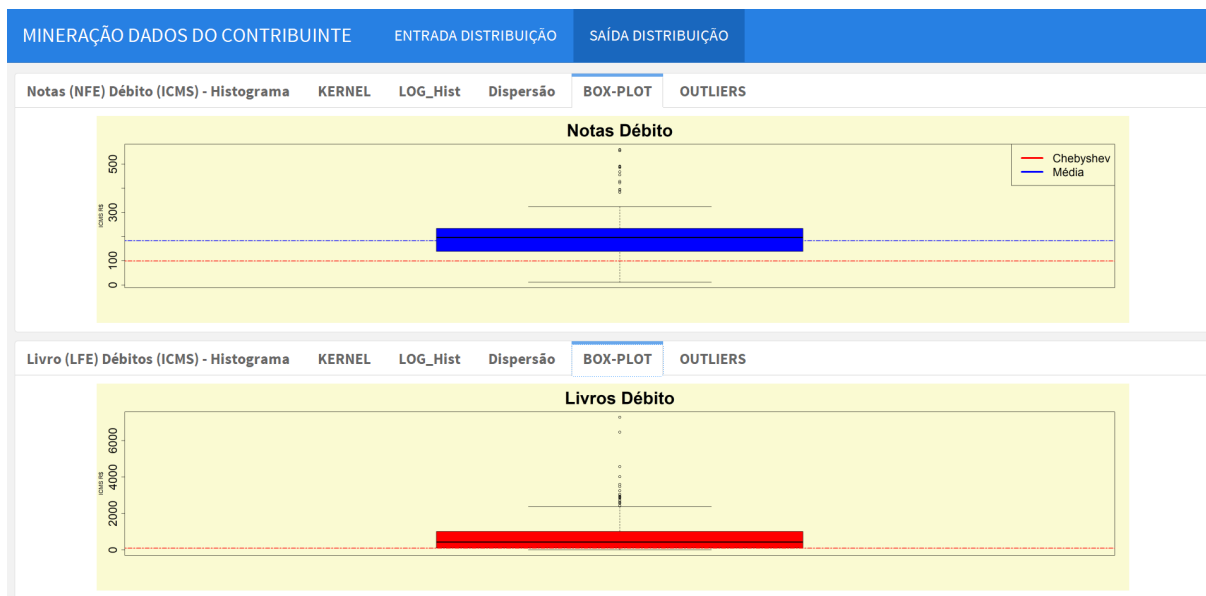 MINERAÇÃO DADOS DO CONTRIBUINTE ENTRADA DISTRIBUIÇÃO SAÍDA DISTRIBUIÇÃO
Notas (NFE) Débito (ICMS) - Histograma KERNEL LOG_Hist Dispersão BOX-PLOT OUTLIERS
Notas Débito
Chebyshev
Média
ICMS R$
500
300
100
0
Livro (LFE) Débitos (ICMS) - Histograma KERNEL LOG_Hist Dispersão BOX-PLOT OUTLIERS
Livros Débito
ICMS R$
6000
4000
2000
0